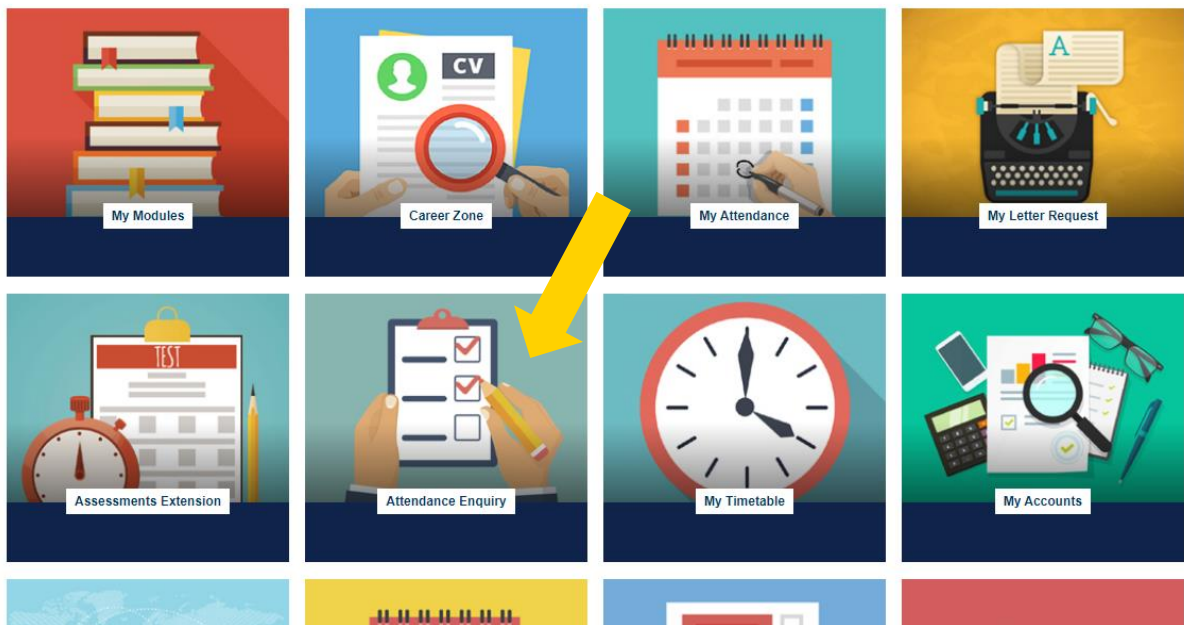 CV
A
My Modules
Career Zone
My Attendance
My Letter Request
TEST
Assessments Extension
Attendance Enquiry
My Timetable
My Accounts